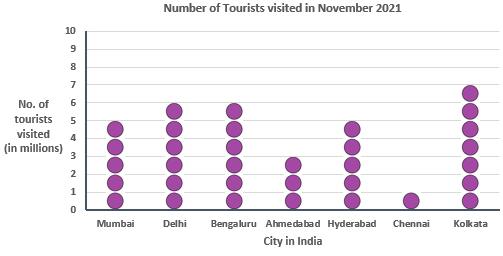 Number of Tourists visited in November 2021
No. of
tourists
visited
(in millions)
10
9
8
7
6
5
4
3
2
1
0
Mumbai Delhi Bengaluru Ahmedabad Hyderabad Chennai Kolkata
City in India